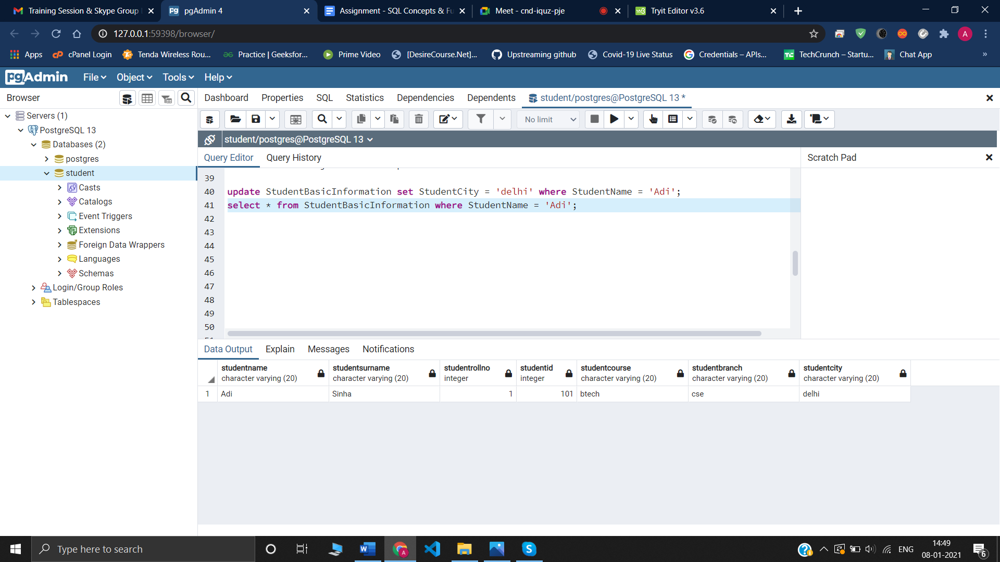 Training Session & Skype Group
pgAdmin 4
Assignment - SQL Concepts & Fu
Meet - cnd-iquz-pje
Tryit Editor v3.6
127.0.0.1:59398/browser/
A
Apps
cPanel Login
Tenda Wireless Rou...
Practice | Geeksfor...
Prime Video
[DesireCourse.Net]...
Upstreaming github
Covid-19 Live Status
Credentials – APIs...
TechCrunch – Startu...
Chat App
»
pgAdmin File Object Tools Help
Browser
Dashboard Properties SQL Statistics Dependencies Dependents student/postgres@PostgreSQL 13 *
No limit
student/postgres@PostgreSQL 13
Query Editor Query History
Scratch Pad
Servers (1)
PostgreSQL 13
Databases (2)
postgres
student
Casts
Catalogs
Event Triggers
Extensions
Foreign Data Wrappers
Languages
Schemas
Login/Group Roles
Tablespaces
39
40 update StudentBasicInformation set StudentCity = 'delhi' where StudentName = 'Adi';
41 select * from StudentBasicInformation where StudentName = 'Adi';
42
43
44
45
46
47
48
49
50
Data Output Explain Messages Notifications
studentname studentsurname studentrollno studentid studentcourse studentbranch studentcity
character varying (20) character varying (20) integer integer character varying (20) character varying (20) character varying (20)
1 Adi Sinha 1 101 btech cse delhi
Type here to search
ENG
14:49
08-01-2021
6